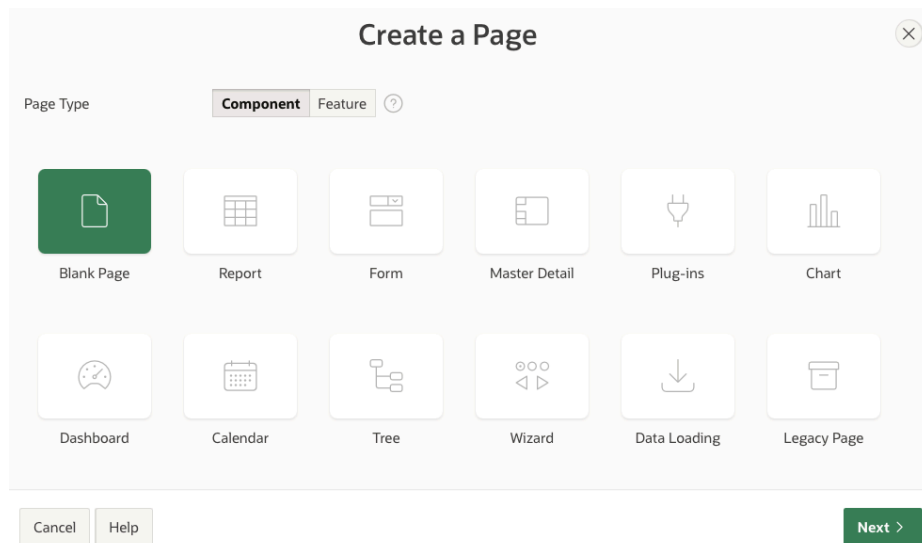 Create a Page
Page Type Component Feature ?
Blank Page Report Form Master Detail Plug-ins Chart
Dashboard Calendar Tree Wizard Data Loading Legacy Page
Cancel Help Next